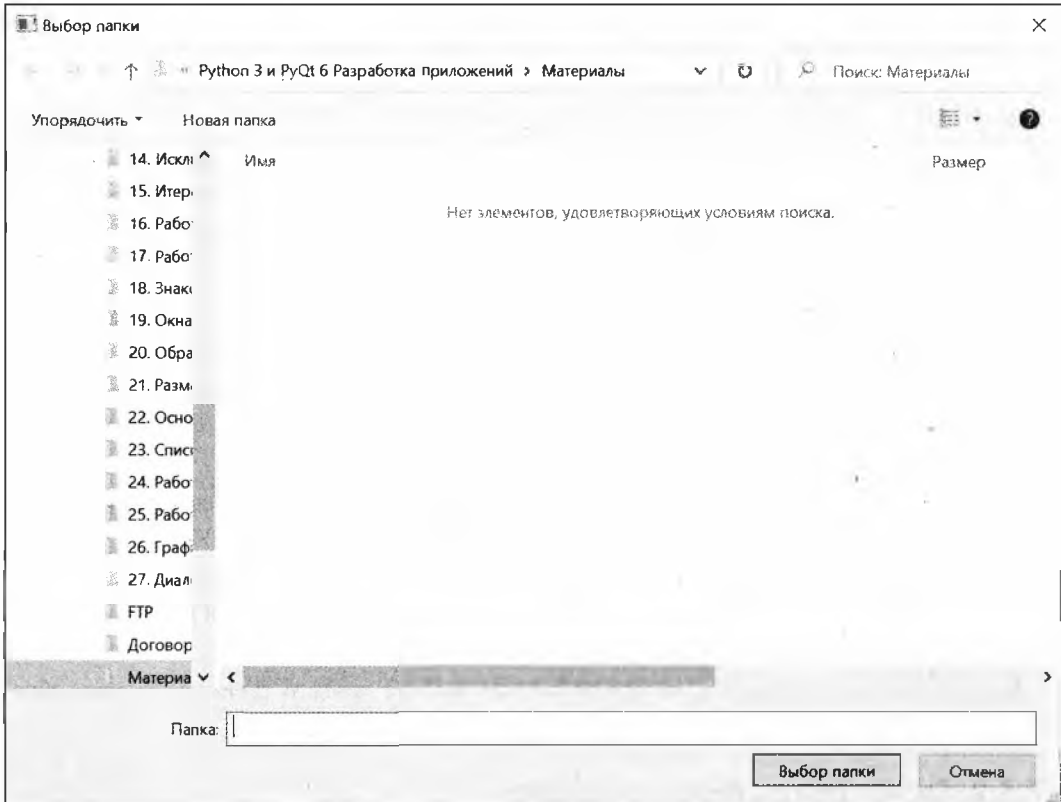 Выбор папки
« Python 3 и PyQt 6 Разработка приложений › Материалы
Поиск: Материалы
Упорядочить
Новая папка
14. Искл
Имя
Размер
15. Итер
Нет элементов, удовлетворяющих условиям поиска.
16. Рабо
17. Рабо
18. Знак
19. Окна
20. Обра
21. Разм
22. Осно
23. Спис
24. Рабо
25. Рабо
26. Граф
27. Диал
FTP
Договор
Материа
Папка:
Выбор папки
Отмена